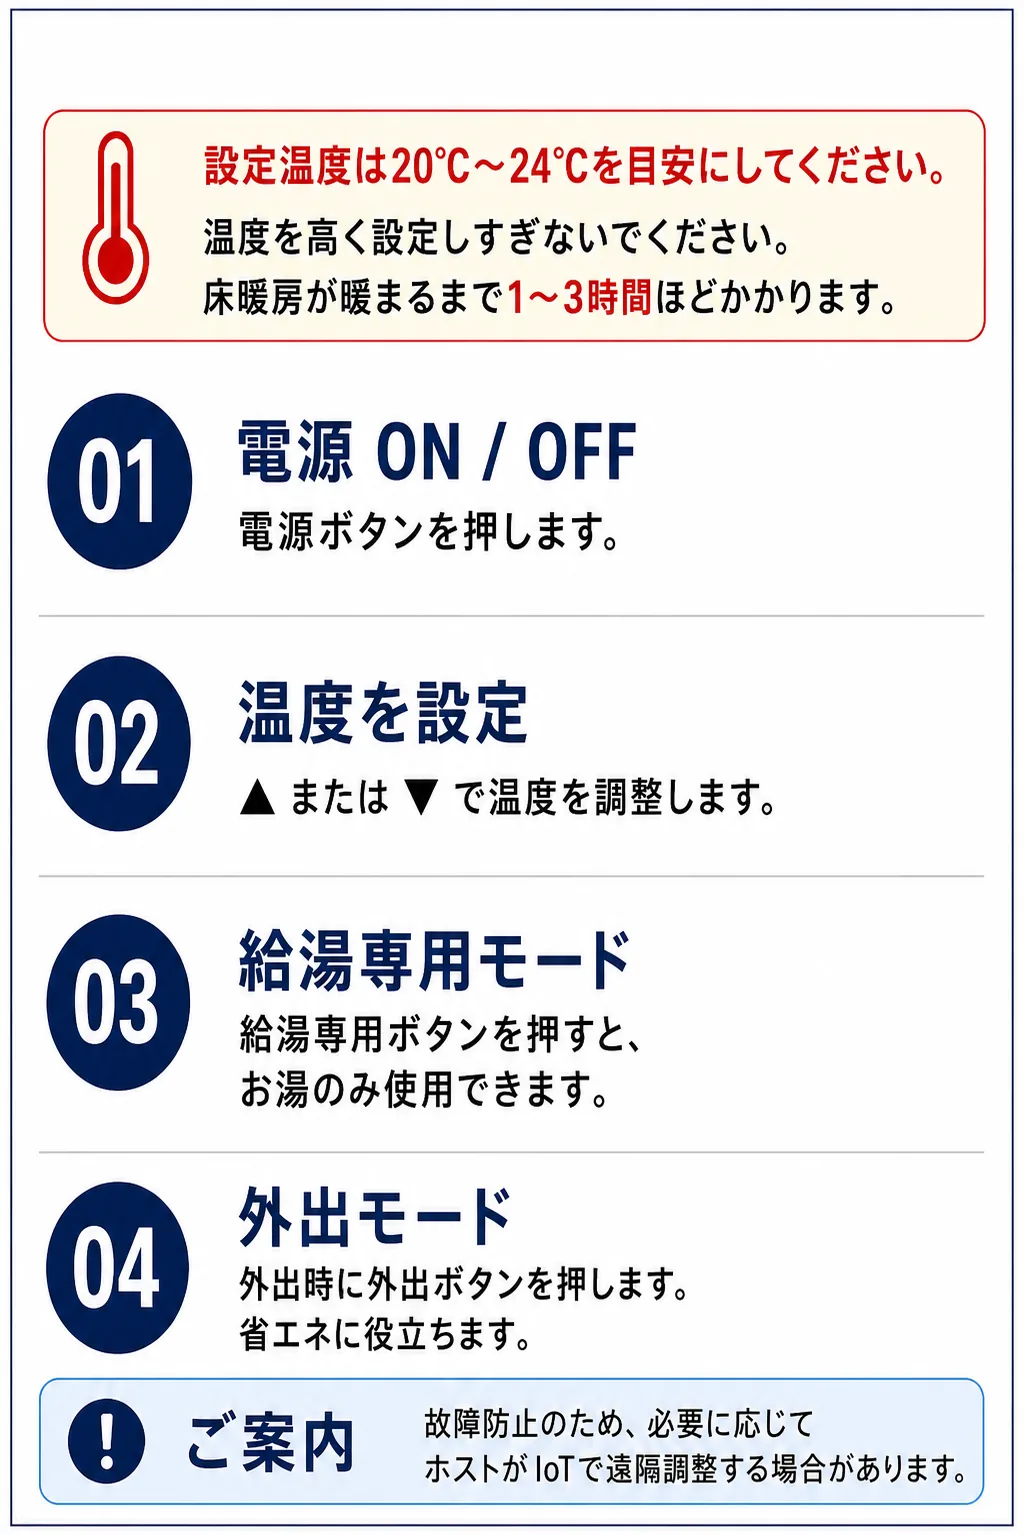 設定温度は20℃～24℃を目安にしてください。
温度を高く設定しすぎないでください。
床暖房が暖まるまで1～3時間ほどかかります。
01
電源 ON / OFF
電源ボタンを押します。
02
温度を設定
▲ または ▼ で温度を調整します。
03
給湯専用モード
給湯専用ボタンを押すと、
お湯のみ使用できます。
04
外出モード
外出時に外出ボタンを押します。
省エネに役立ちます。
!
ご案内
故障防止のため、必要に応じて
ホストが IoTで遠隔調整する場合があります。